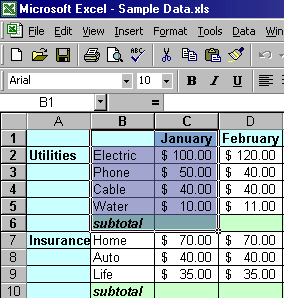 Microsoft Excel - Sample Data.xls
File Edit View Insert Format Tools Data
ABC
Arial 10 B I U
B1 =
A B C D
1 January February
2 Utilities Electric $ 100.00 $ 120.00
3 Phone $ 50.00 $ 40.00
4 Cable $ 40.00 $ 40.00
5 Water $ 10.00 $ 11.00
6 subtotal
7 Insurance Home $ 70.00 $ 70.00
8 Auto $ 40.00 $ 40.00
9 Life $ 35.00 $ 35.00
10 subtotal